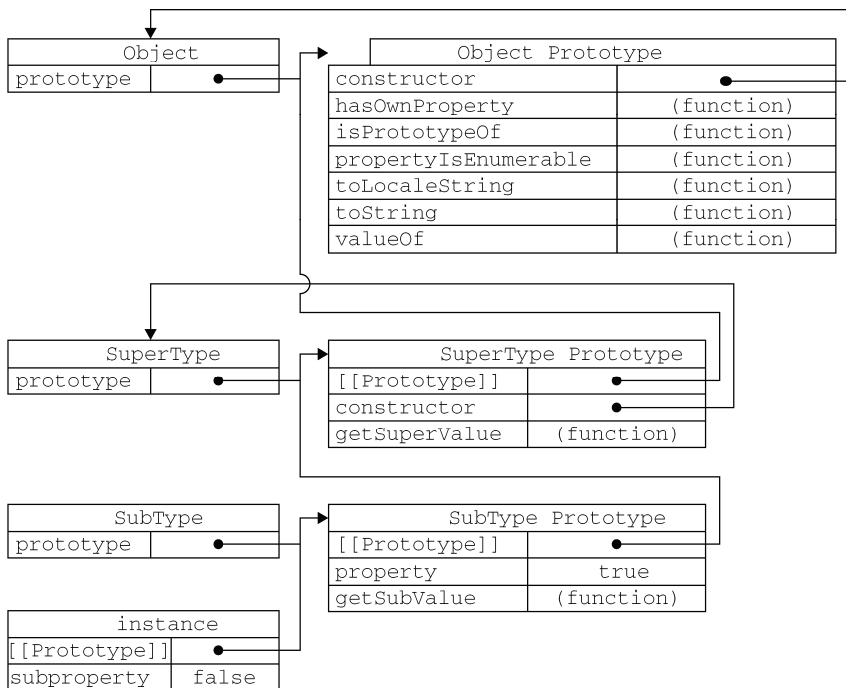 Object
prototype
Object Prototype
constructor
hasOwnProperty (function)
isPrototypeOf (function)
propertyIsEnumerable (function)
toLocaleString (function)
toString (function)
valueOf (function)
SuperType
prototype
SuperType Prototype
[[Prototype]]
constructor
getSuperValue (function)
SubType
prototype
SubType Prototype
[[Prototype]]
property true
getSubValue (function)
instance
[[Prototype]]
subproperty false